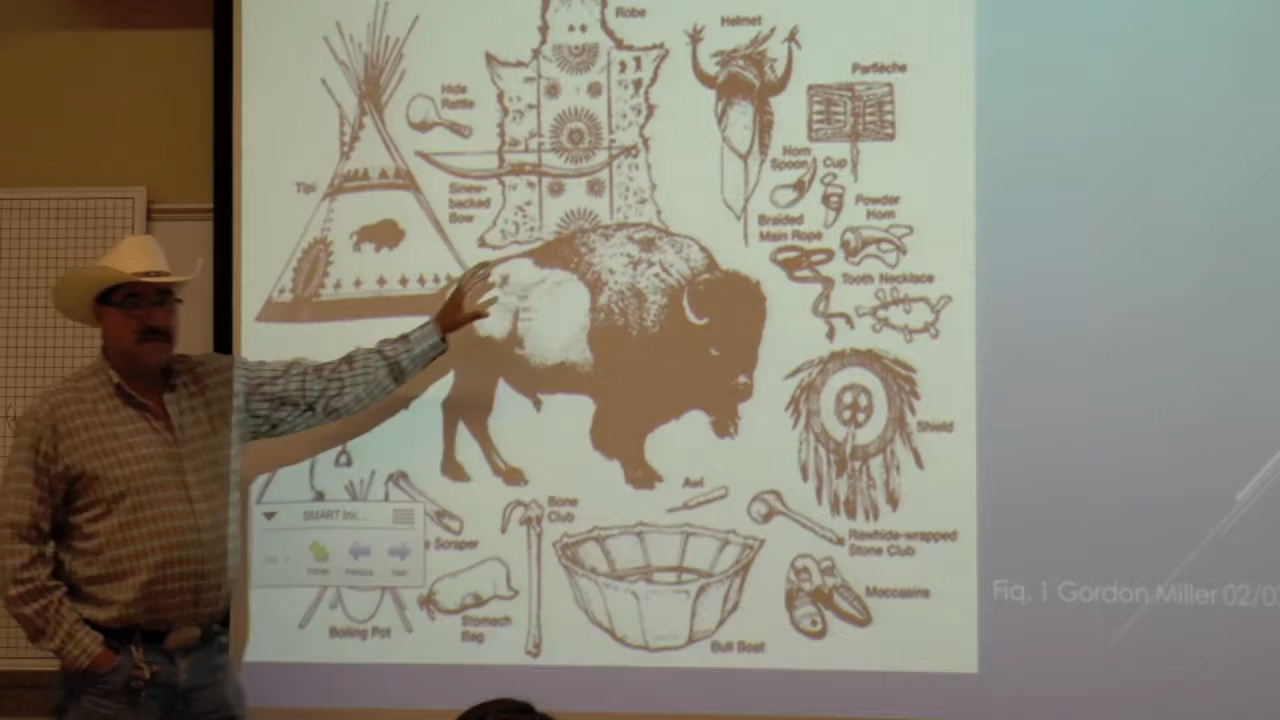 Robe
Helmet
Parflèche
Hide
Rattle
Horn
Spoon
Cup
Tipi
Sinew-
backed
Bow
Powder
Horn
Braided
Main Rope
Tooth Necklace
Shield
Awl
Bone
Club
SMART Ink...
Scraper
Rawhide-wrapped
Stone Club
Moccasins
Fig. 1 Gordon Miller 02/0
Stomach
Bag
Boiling Pot
Bull Boat